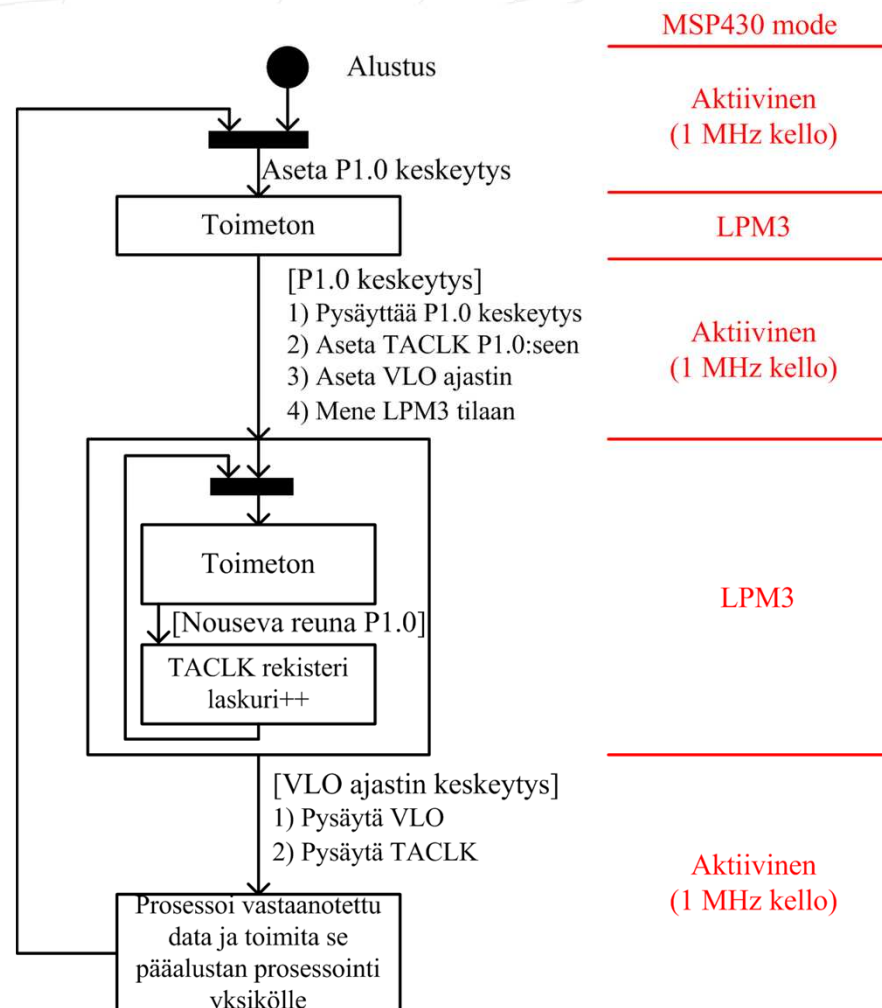 MSP430 mode
Alustus
Aktiivinen
(1 MHz kello)
Aseta P1.0 keskeytys
Toimeton
LPM3
[P1.0 keskeytys]
1) Pysäyttää P1.0 keskeytys
2) Aseta TACLK P1.0:seen
3) Aseta VLO ajastin
4) Mene LPM3 tilaan
Aktiivinen
(1 MHz kello)
Toimeton
LPM3
[Nouseva reuna P1.0]
TACLK rekisteri
laskuri++
[VLO ajastin keskeytys]
1) Pysäytä VLO
2) Pysäytä TACLK
Aktiivinen
(1 MHz kello)
Prosessoi vastaanotettu
data ja toimita se
pääalustan prosessointi
yksikölle